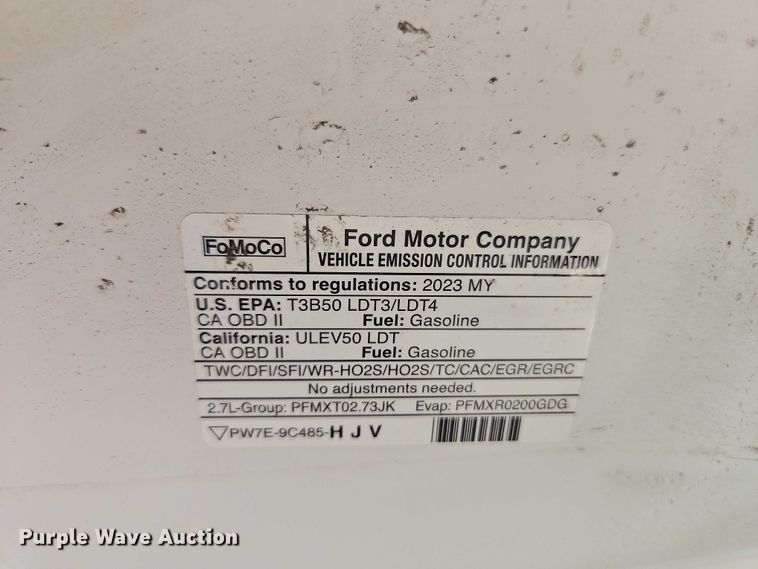 FoMoCo
Ford Motor Company
VEHICLE EMISSION CONTROL INFORMATION
Conforms to regulations: 2023 MY
U.S. EPA: T3B50 LDT3/LDT4
CA OBD II Fuel: Gasoline
California: ULEV50 LDT
CA OBD II Fuel: Gasoline
TWC/DFI/SFI/WR-HO2S/HO2S/TC/CAC/EGR/EGRC
No adjustments needed.
2.7L-Group: PFMXT02.73JK Evap: PFMXR0200GDG
PW7E-9C485-H J V
Purple Wave Auction